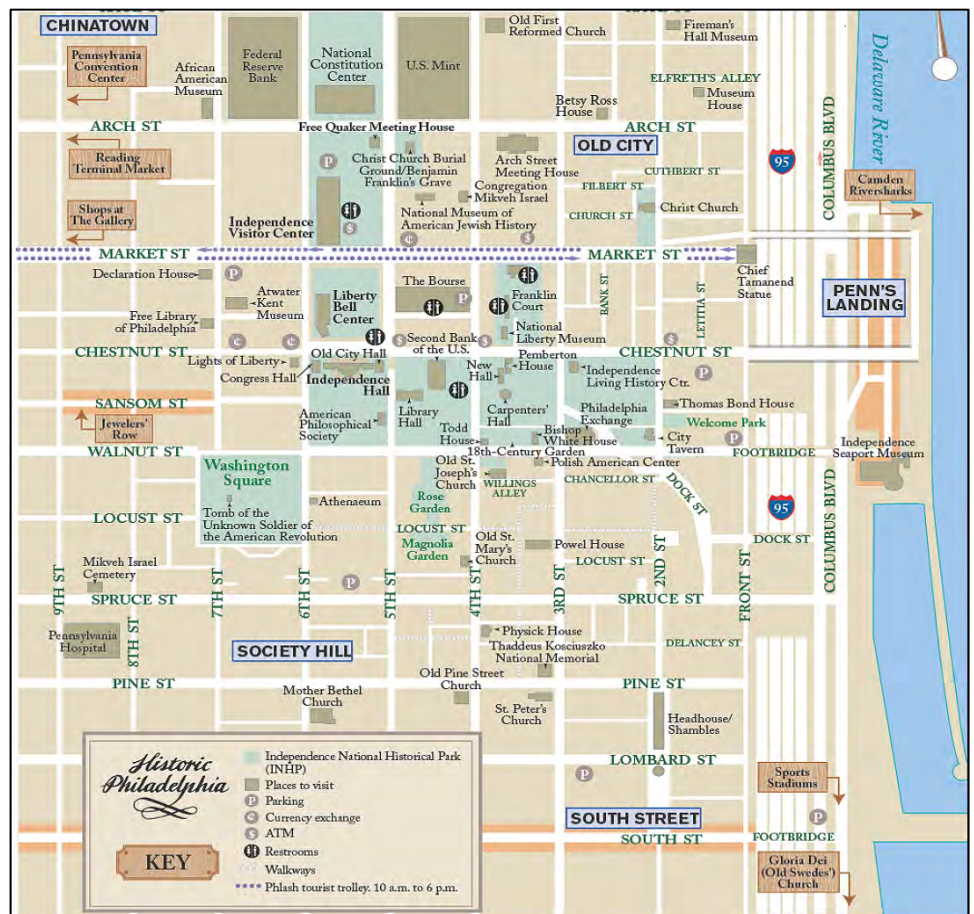 CHINATOWN
Pennsylvania
Convention
Center
African
American
Museum
Federal
Reserve
Bank
National
Constitution
Center
U.S. Mint
Old First
Reformed Church
Fireman's
Hall Museum
ELFRETH'S ALLEY
Museum
House
Betsy Ross
House
ARCH ST
ARCH ST
Free Quaker Meeting House
Reading
Terminal Market
P
Christ Church Burial
Ground/Benjamin
Franklin's Grave
Arch Street
Meeting House
OLD CITY
95
COLUMBUS BLVD
Delaware River
CUTHBERT ST
FILBERT ST
Congregation
Mikveh Israel
Camden
Riversharks
Shops at
The Gallery
Independence
Visitor Center
$
National Museum of
American Jewish History
¢
$
CHURCH ST
Christ Church
MARKET ST
MARKET ST
Declaration House
P
Atwater
Kent
Museum
Free Library
of Philadelphia
Liberty
Bell
Center
The Bourse
P
Franklin
Court
National
Liberty Museum
BANK ST
LETITIA ST
Chief
Tamanend
Statue
PENN'S
LANDING
¢
¢
$
Second Bank
of the U.S.
$
$
CHESTNUT ST
CHESTNUT ST
Lights of Liberty
Old City Hall
Congress Hall
Independence
Hall
New
Hall
Pemberton
House
Independence
Living History Ctr.
P
SANSOM ST
Jewelers'
Row
American
Philosophical
Society
Library
Hall
Carpenters'
Hall
Philadelphia
Exchange
Thomas Bond House
Welcome Park
P
Todd
House
Bishop
White House
18th-Century Garden
City
Tavern
WALNUT ST
FOOTBRIDGE
Independence
Seaport Museum
Washington
Square
Old St.
Joseph's
Church
Polish American Center
WILLINGS
ALLEY
CHANCELLOR ST
DOCK ST
Tomb of the
Unknown Soldier of
the American Revolution
Athenaeum
Rose
Garden
95
LOCUST ST
LOCUST ST
Magnolia
Garden
Old St.
Mary's
Church
Powel House
LOCUST ST
DOCK ST
COLUMBUS BLVD
Mikveh Israel
Cemetery
P
9TH ST
8TH ST
7TH ST
6TH ST
5TH ST
4TH ST
3RD ST
2ND ST
FRONT ST
SPRUCE ST
SPRUCE ST
Pennsylvania
Hospital
SOCIETY HILL
Physick House
Thaddeus Kosciuszko
National Memorial
DELANCEY ST
PINE ST
PINE ST
Mother Bethel
Church
Old Pine Street
Church
St. Peter's
Church
Headhouse/
Shambles
LOMBARD ST
P
Sports
Stadiums
SOUTH STREET
P
SOUTH ST
FOOTBRIDGE
Gloria Dei
(Old Swedes')
Church
Historic
Philadelphia
KEY
Independence National Historical Park
(INHP)
Places to visit
P Parking
¢ Currency exchange
$ ATM
Restrooms
Walkways
Phlash tourist trolley. 10 a.m. to 6 p.m.